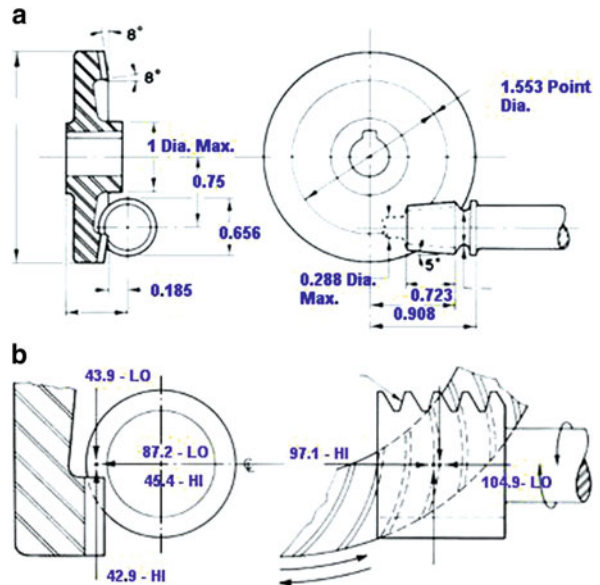 a
8°
8°
1.553 Point
Dia.
1 Dia. Max.
0.75
0.656
0.185
0.288 Dia.
Max.
5°
0.723
0.908
b
43.9 - LO
87.2 - LO
45.4 - HI
42.9 - HI
97.1 - HI
104.9- LO